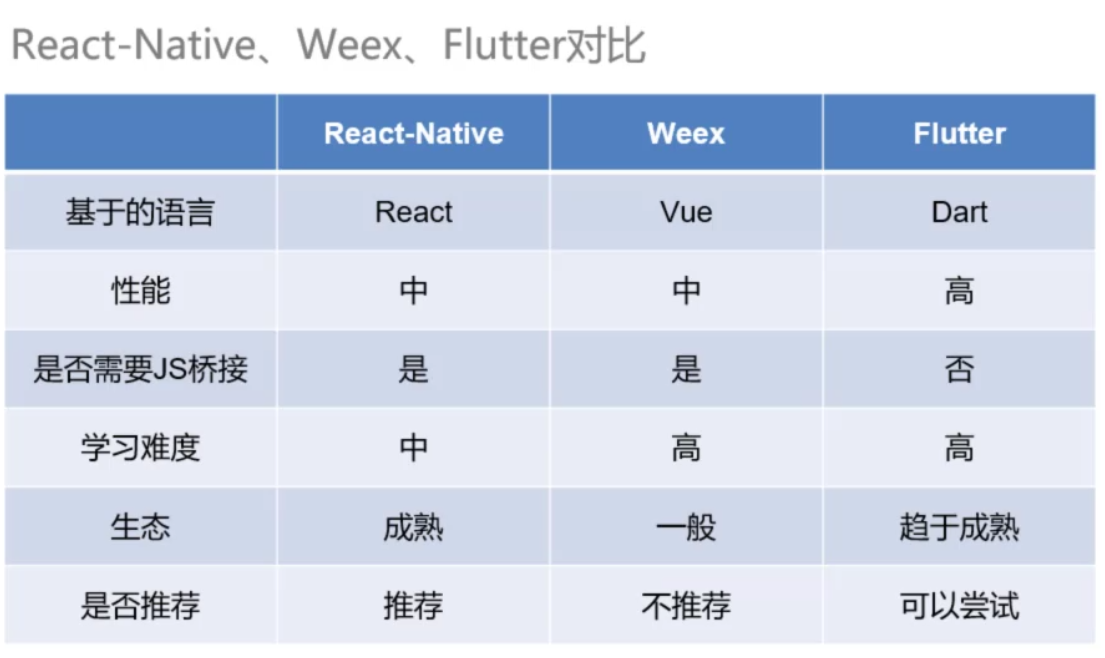 React-Native、Weex、Flutter对比
React-Native Weex Flutter
基于的语言 React Vue Dart
性能 中 中 高
是否需要JS桥接 是 是 否
学习难度 中 高 高
生态 成熟 一般 趋于成熟
是否推荐 推荐 不推荐 可以尝试